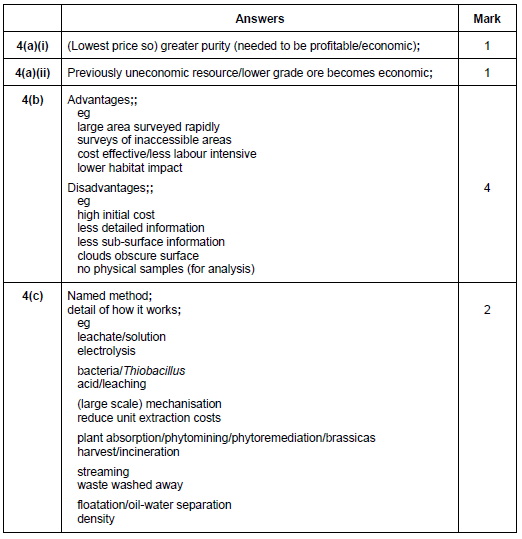 Answers Mark
4(a)(i) (Lowest price so) greater purity (needed to be profitable/economic); 1
4(a)(ii) Previously uneconomic resource/lower grade ore becomes economic; 1
4(b) Advantages;;
eg
large area surveyed rapidly
surveys of inaccessible areas
cost effective/less labour intensive
lower habitat impact
Disadvantages;; 4
eg
high initial cost
less detailed information
less sub-surface information
clouds obscure surface
no physical samples (for analysis)
4(c) Named method;
detail of how it works; 2
eg
leachate/solution
electrolysis
bacteria/Thiobacillus
acid/leaching
(large scale) mechanisation
reduce unit extraction costs
plant absorption/phytomining/phytoremediation/brassicas
harvest/incineration
streaming
waste washed away
floatation/oil-water separation
density